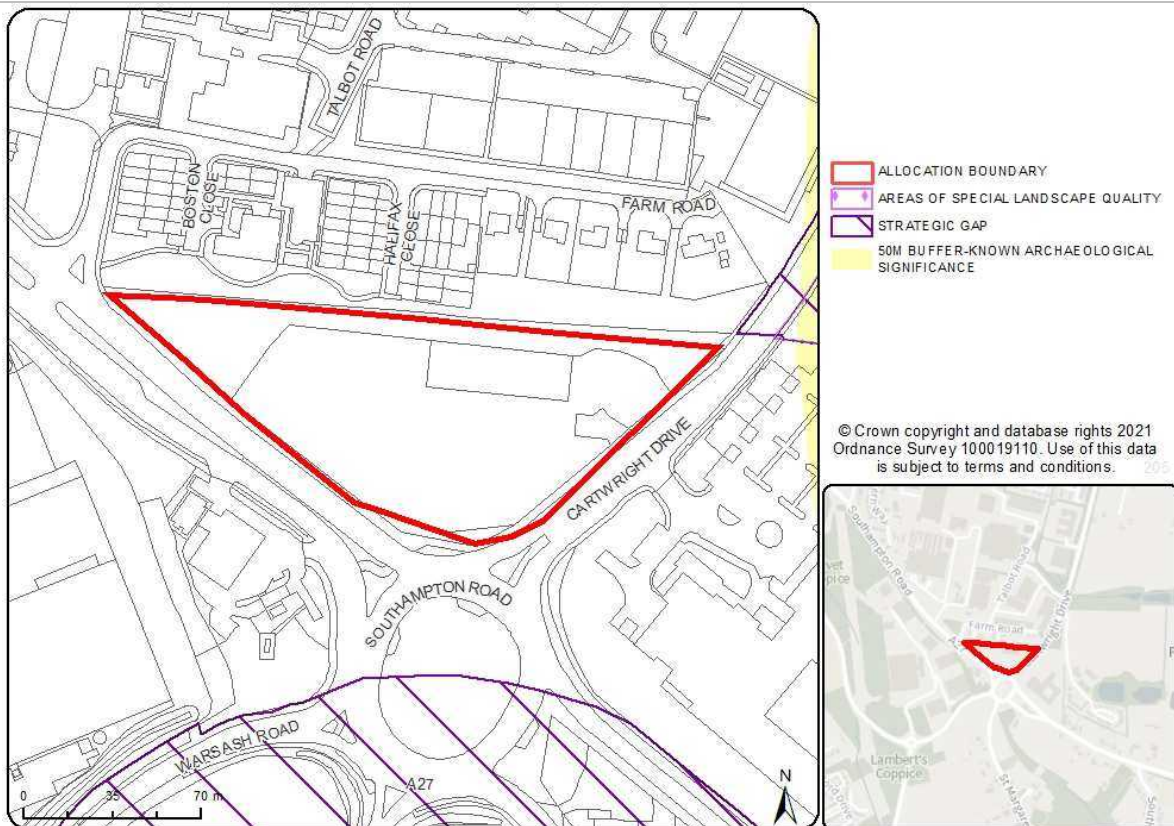 TALBOT ROAD
BOSTON
CLOSE
HALIFAX
CLOSE
FARM ROAD
CARTWRIGHT DRIVE
SOUTHAMPTON ROAD
WARSASH ROAD
A27
0 35 70 m
N
ALLOCATION BOUNDARY
AREAS OF SPECIAL LANDSCAPE QUALITY
STRATEGIC GAP
50M BUFFER-KNOWN ARCHAEOLOGICAL
SIGNIFICANCE
© Crown copyright and database rights 2021
Ordnance Survey 100019110. Use of this data
is subject to terms and conditions.
Southampton Road
Talbot Road
Farm Road
Lambert's
Coppice